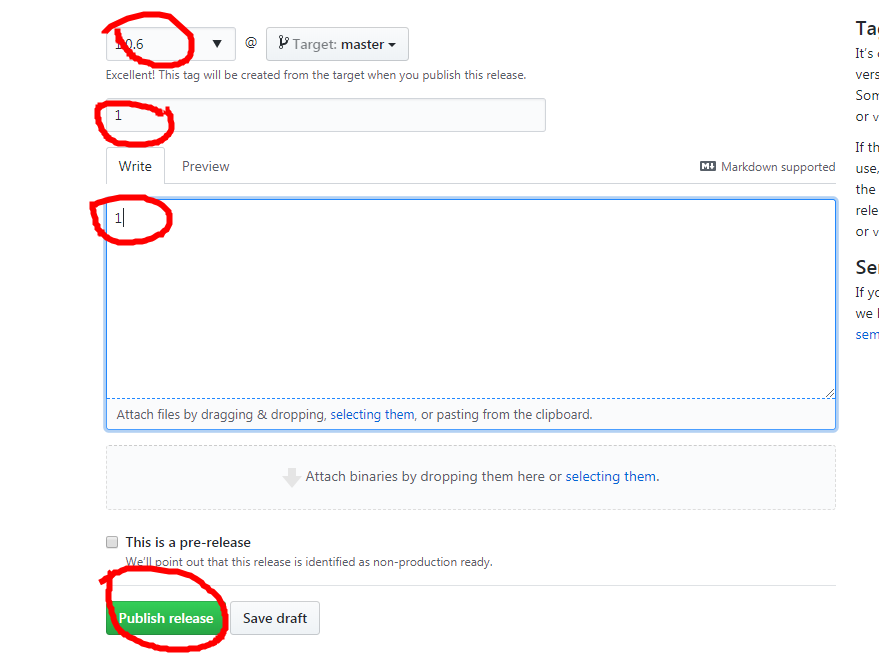 1.0.6 ▼ @ Target: master
Excellent! This tag will be created from the target when you publish this release.
1
Write Preview Markdown supported
1
Attach files by dragging & dropping, selecting them, or pasting from the clipboard.
Attach binaries by dropping them here or selecting them.
This is a pre-release
We'll point out that this release is identified as non-production ready.
Publish release Save draft
Tag
It's
vers
Som
or v
If th
use,
the
rele
or v
Se
If yo
we
sem